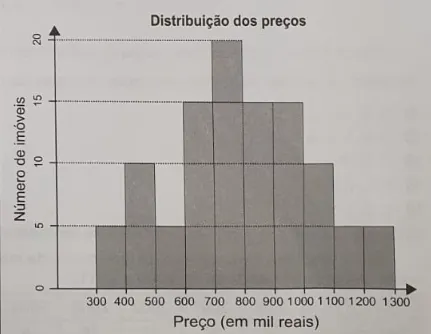 Distribuição dos preços
Número de imóveis
20
15
10
5
0
300 400 500 600 700 800 900 1000 1100 1200 1300
Preço (em mil reais)